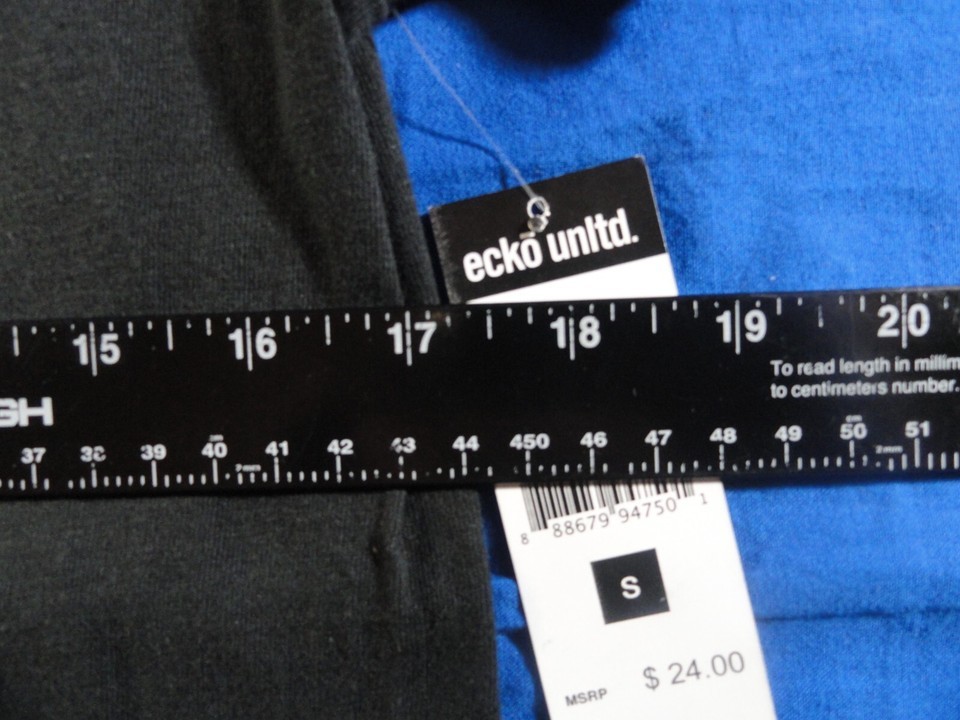 ecko unltd.
15 16 17 18 19 20
To read length in millim
to centimeters number.
GH
37 38 39 40 41 42 43 44 450 46 47 48 49 50 51
8 88679 94750 1
S
MSRP $ 24.00